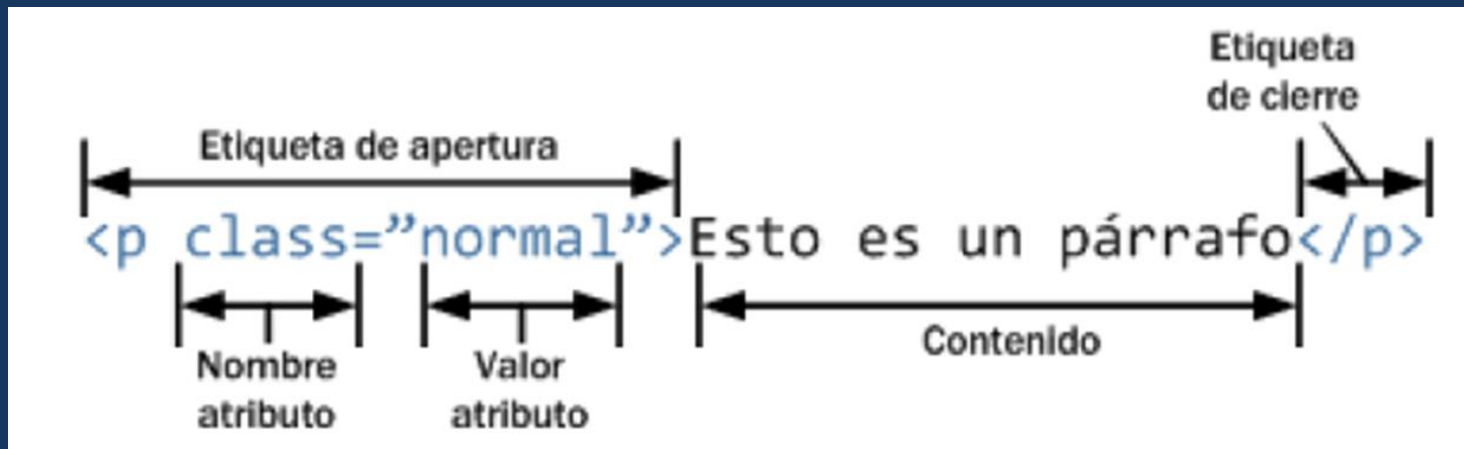 Etiqueta
de cierre
Etiqueta de apertura
<p class=”normal”>Esto es un párrafo</p>
Nombre
atributo
Valor
atributo
Contenido